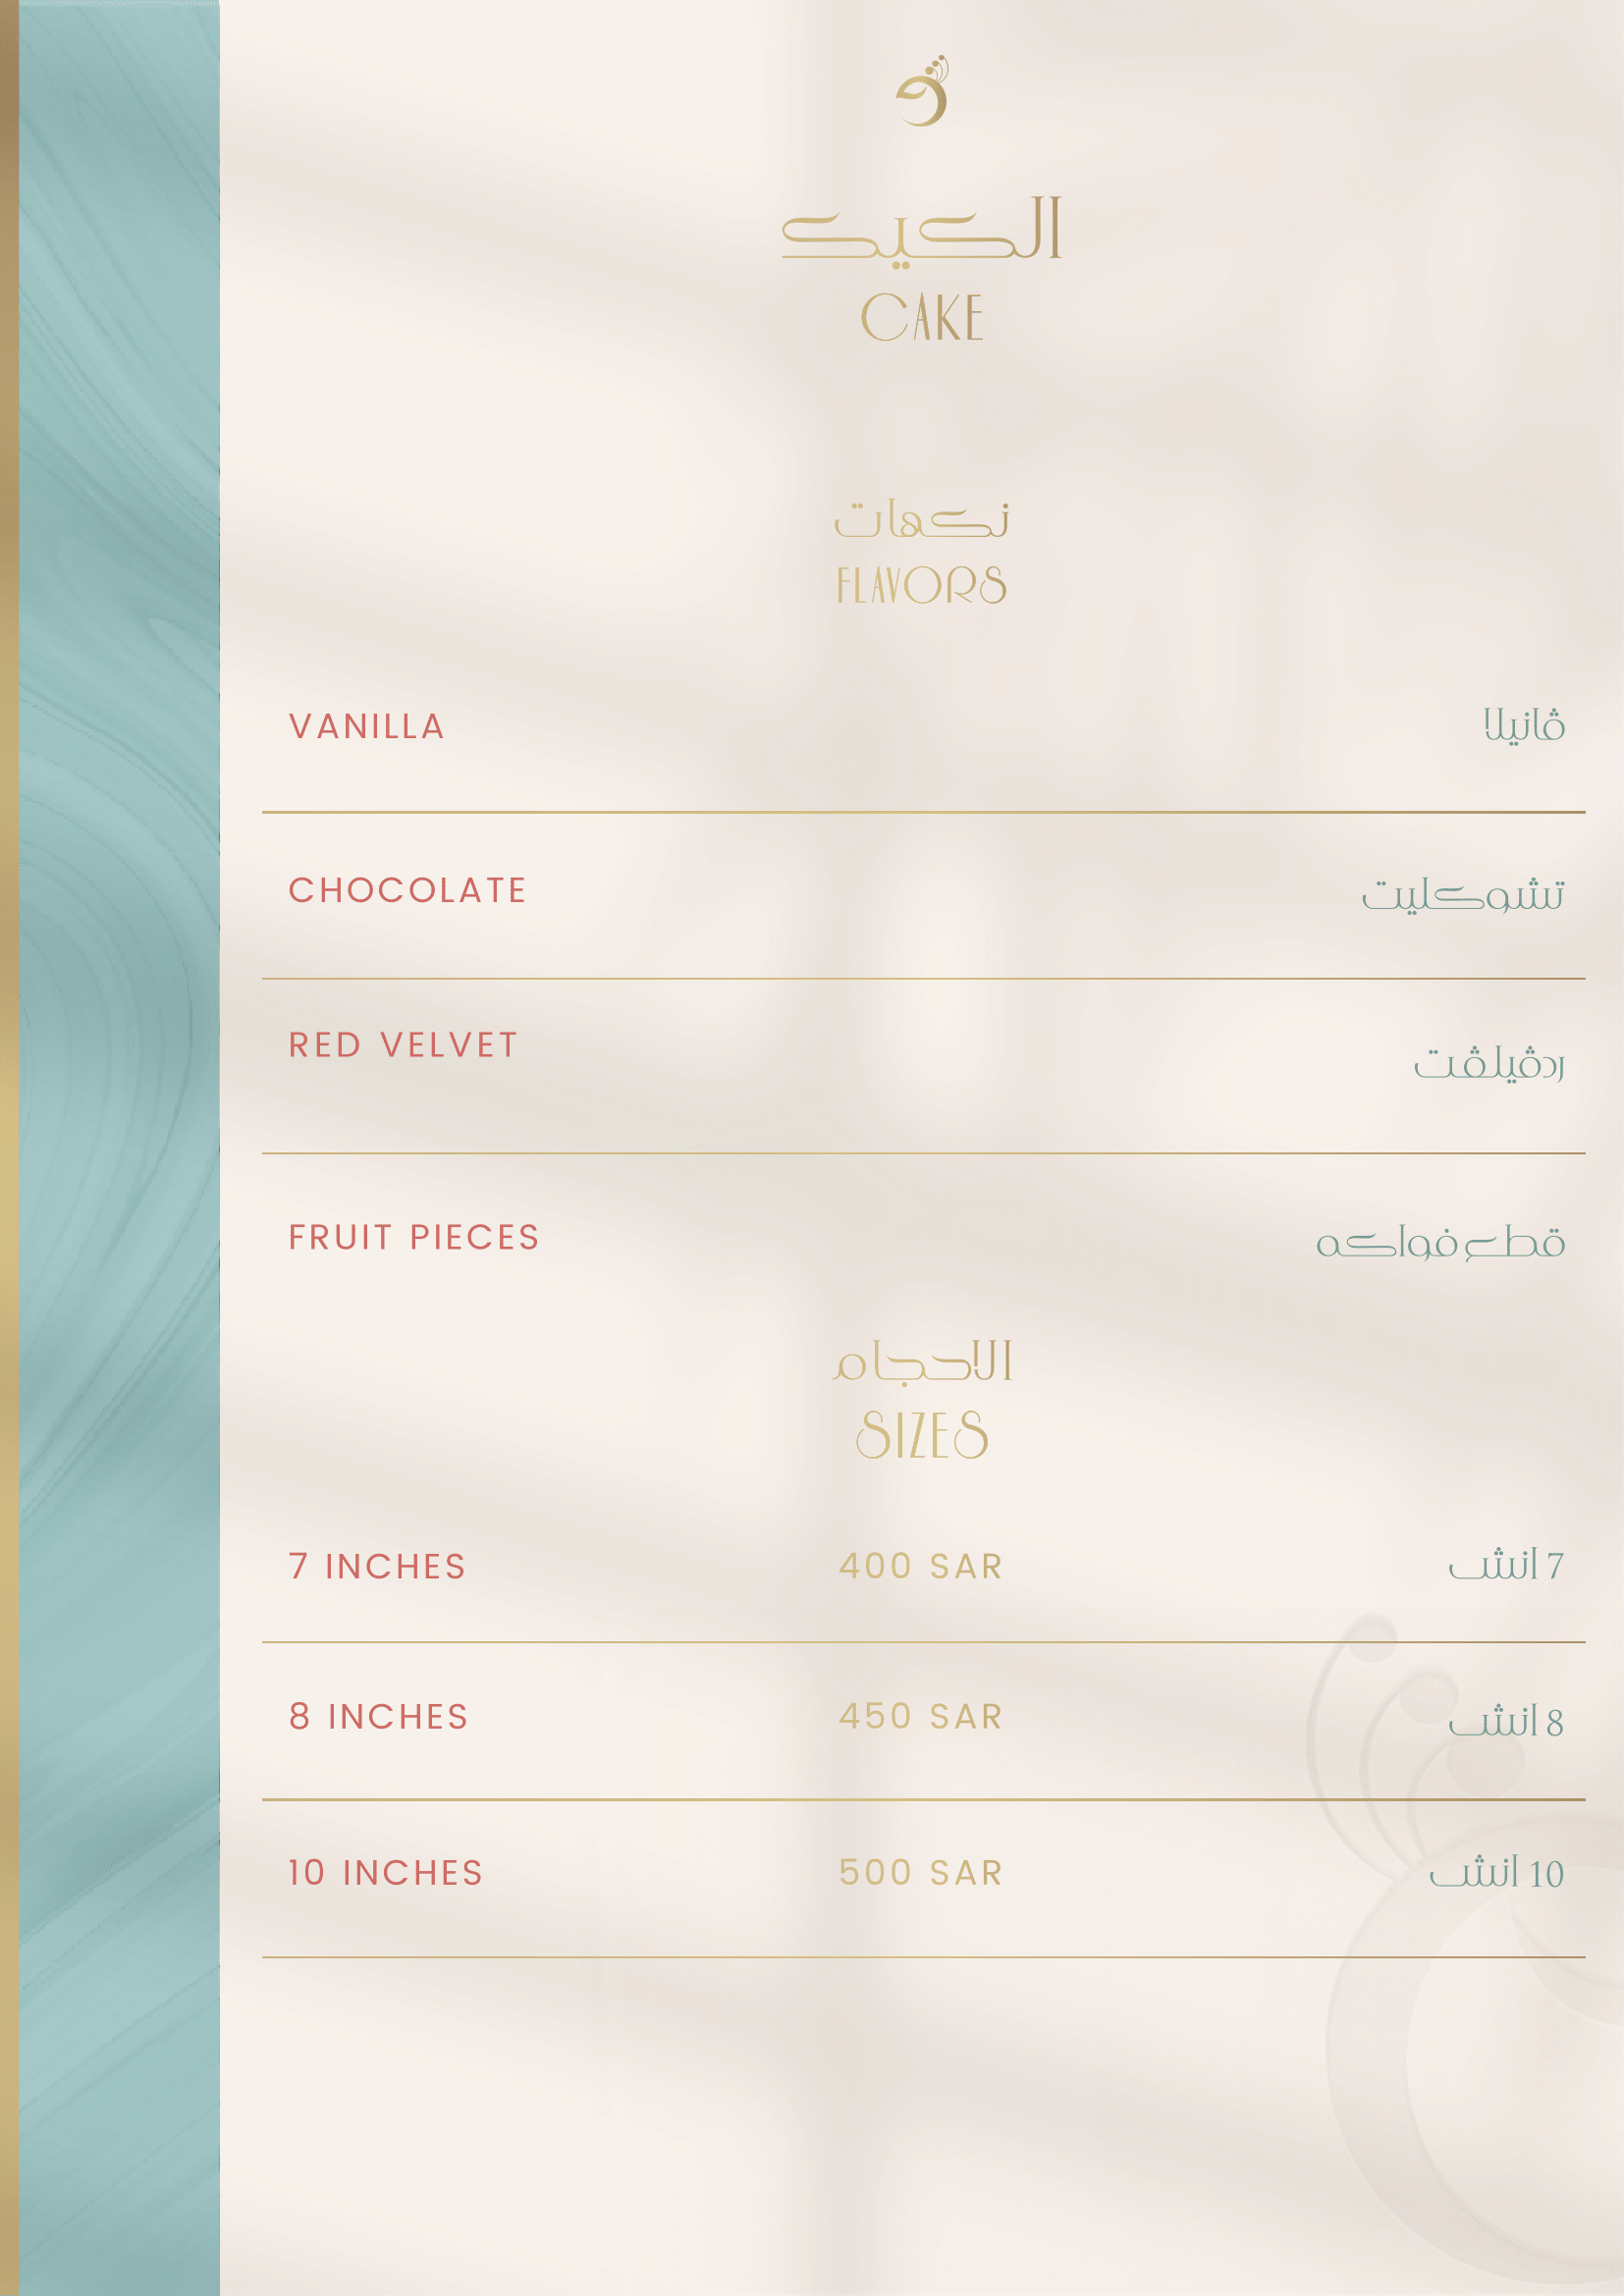 الكيك
CAKE
نكهات
FLAVORS
VANILLA ڤانيلا
CHOCOLATE تشوكليت
RED VELVET ردڤيلڤت
FRUIT PIECES قطع فواكه
الاحجام
SIZES
7 INCHES 400 SAR 7 انش
8 INCHES 450 SAR 8 انش
10 INCHES 500 SAR 10 انش